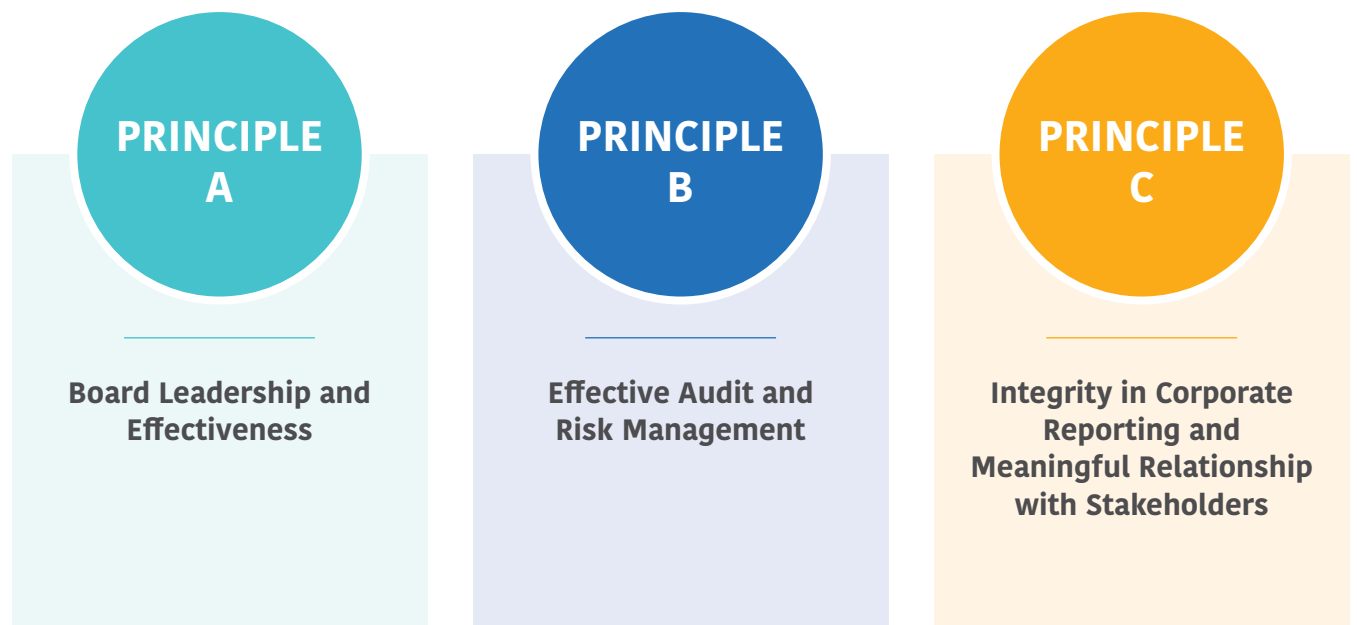 PRINCIPLE
A
Board Leadership and
Effectiveness
PRINCIPLE
B
Effective Audit and
Risk Management
PRINCIPLE
C
Integrity in Corporate
Reporting and
Meaningful Relationship
with Stakeholders